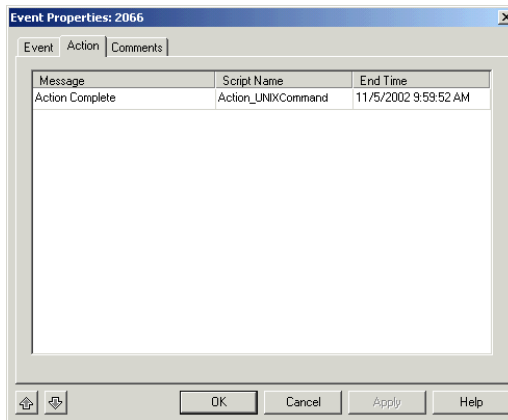 Event Properties: 2066
Event Action Comments
Message Script Name End Time
Action Complete Action_UNIXCommand 11/5/2002 9:59:52 AM
OK Cancel Apply Help